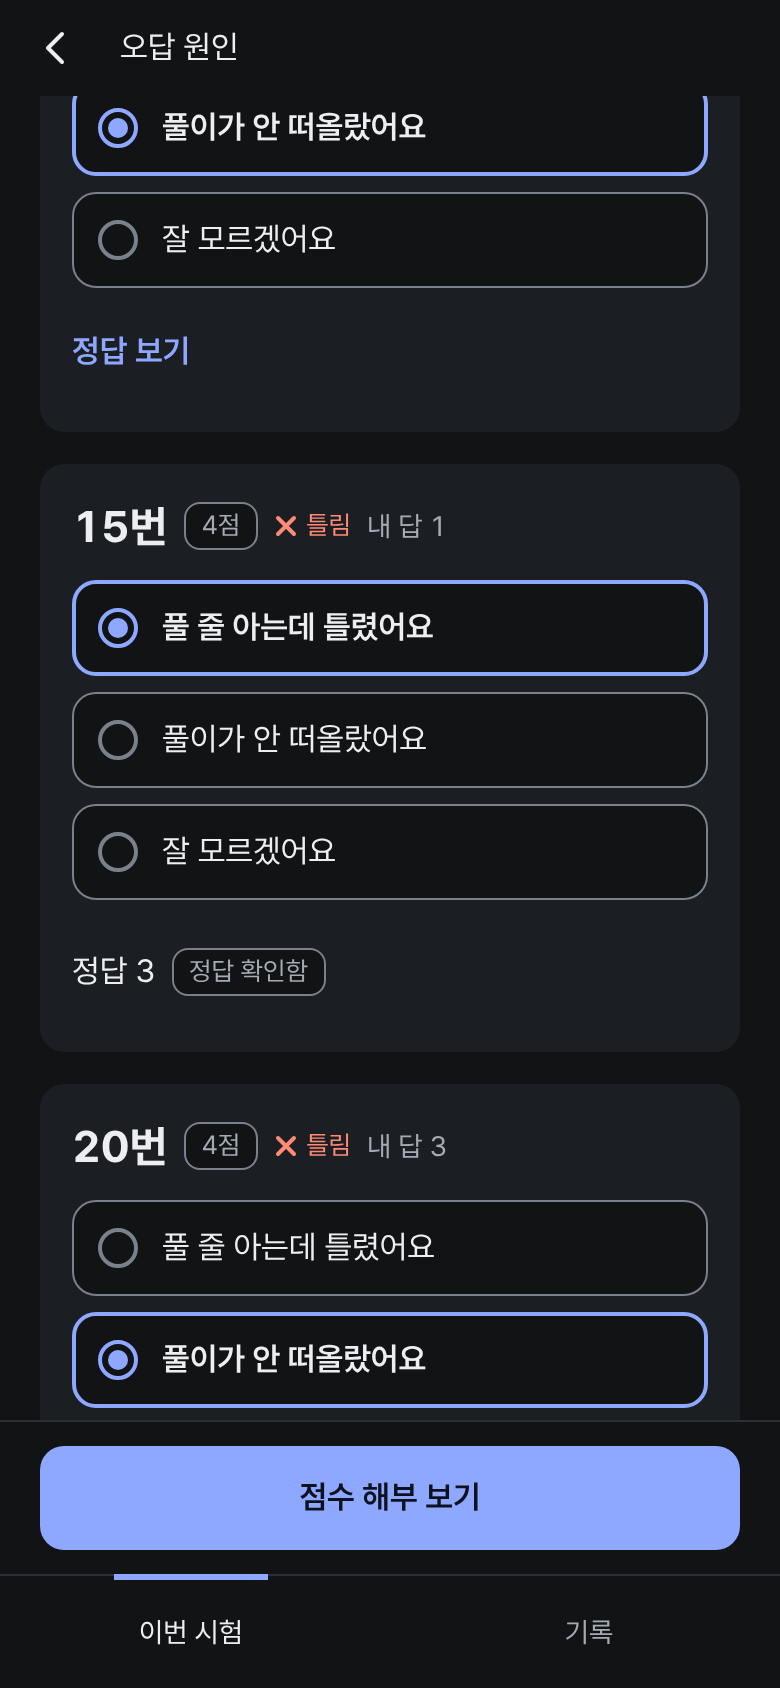 오답 원인
풀이가 안 떠올랐어요
잘 모르겠어요
정답 보기
15번 4점 틀림 내 답 1
풀 줄 아는데 틀렸어요
풀이가 안 떠올랐어요
잘 모르겠어요
정답 3 정답 확인함
20번 4점 틀림 내 답 3
풀 줄 아는데 틀렸어요
풀이가 안 떠올랐어요
점수 해부 보기
이번 시험 기록